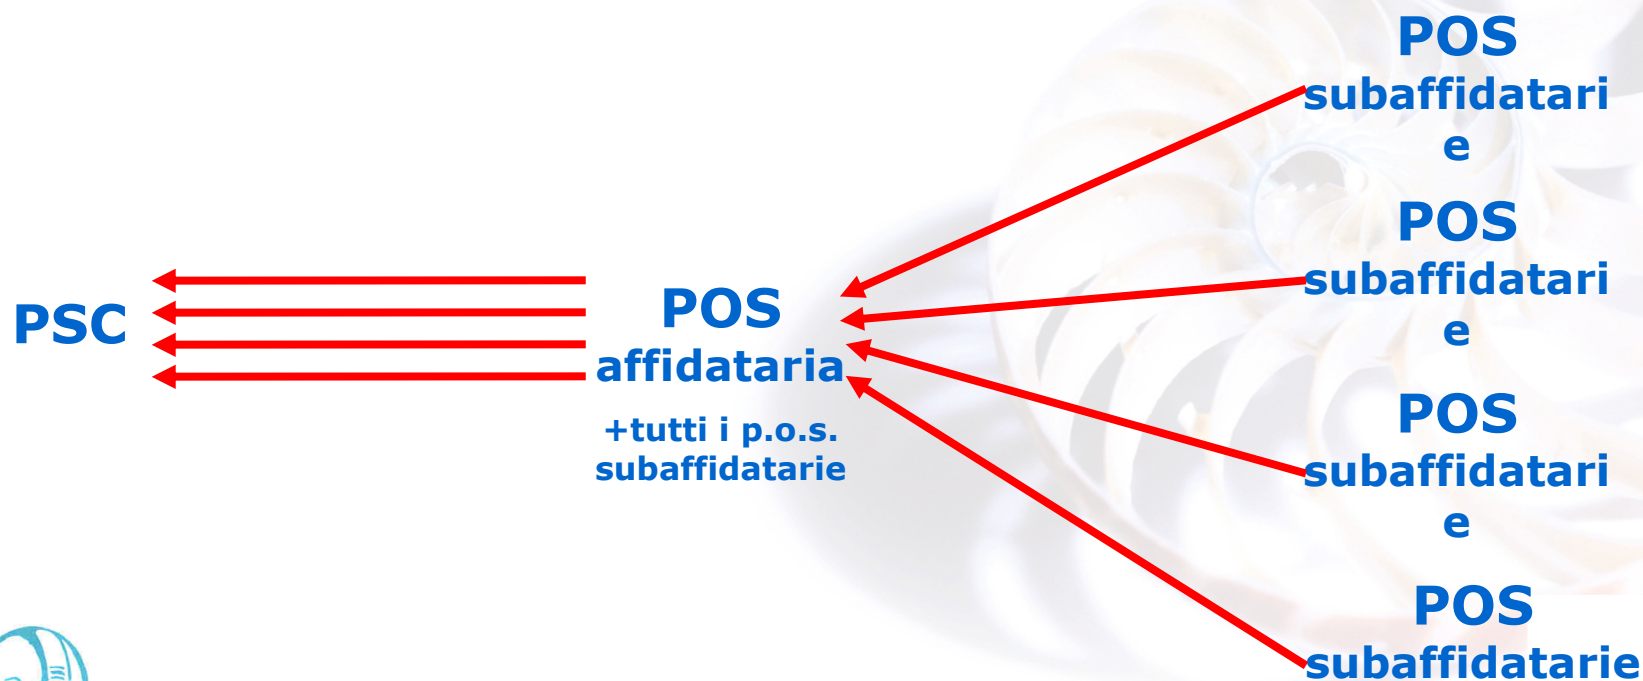 POS
subaffidatari
e
POS
subaffidatari
e
PSC
POS
affidataria
+tutti i p.o.s.
subaffidatarie
POS
subaffidatari
e
POS
subaffidatarie